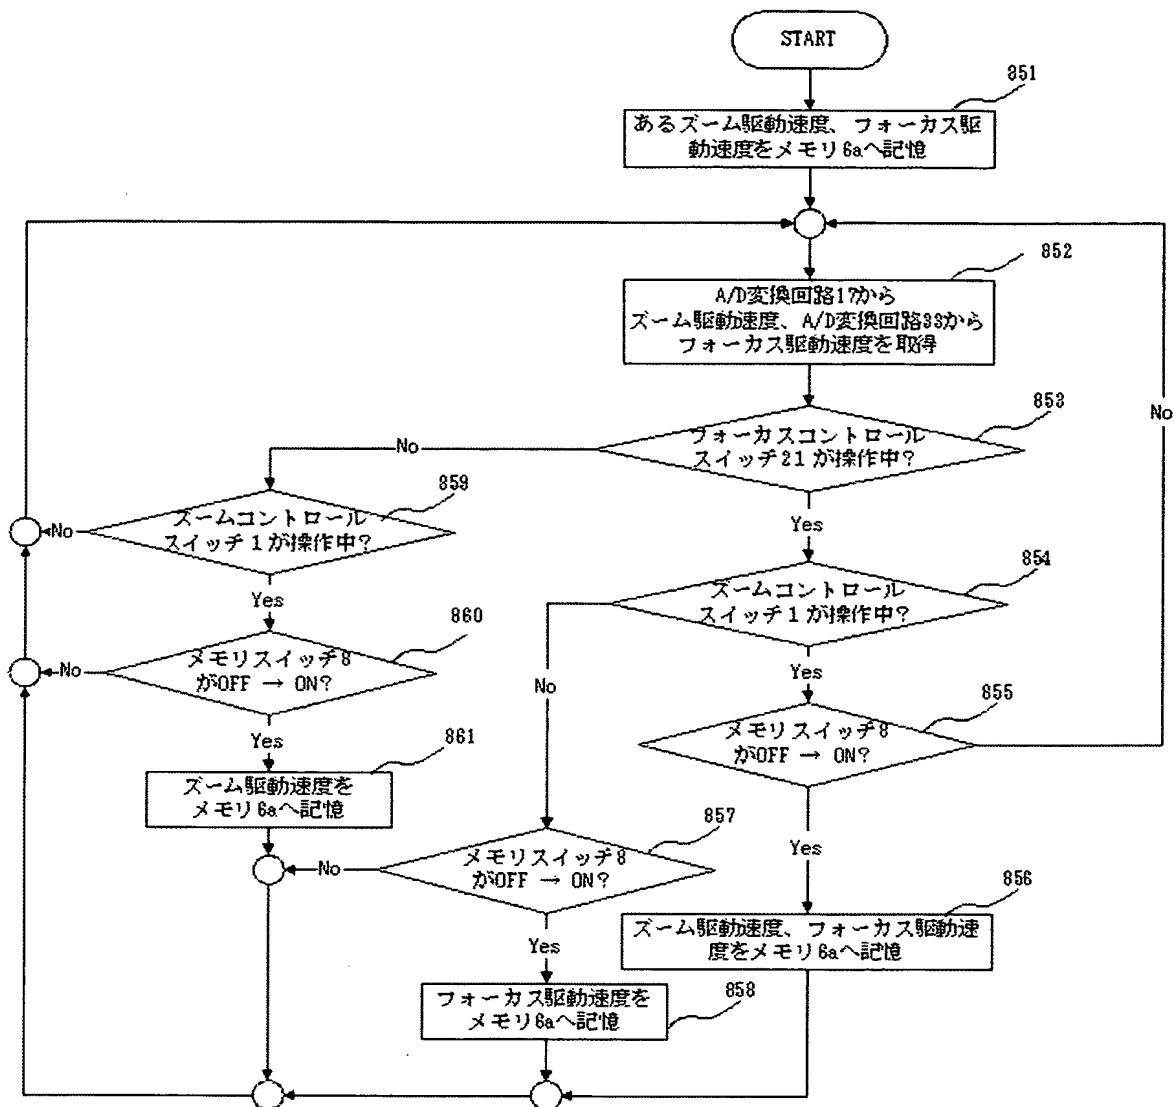 START
851
あるズーム駆動速度、フォーカス駆
動速度をメモリ6aへ記憶
852
A/D変換回路17から
ズーム駆動速度、A/D変換回路33から
フォーカス駆動速度を取得
853
フォーカスコントロール
スイッチ21が操作中?
No
No
Yes
859
ズームコントロール
スイッチ1が操作中?
No
Yes
854
ズームコントロール
スイッチ1が操作中?
No
Yes
860
メモリスイッチ8
がOFF → ON?
No
Yes
855
メモリスイッチ8
がOFF → ON?
Yes
861
ズーム駆動速度を
メモリ6aへ記憶
857
メモリスイッチ8
がOFF → ON?
No
Yes
856
ズーム駆動速度、フォーカス駆動速
度をメモリ6aへ記憶
858
フォーカス駆動速度を
メモリ6aへ記憶